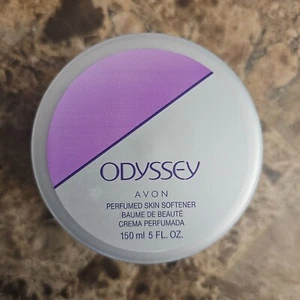 ODYSSEY
AVON
PERFUMED SKIN SOFTENER
BAUME DE BEAUTÉ
CREMA PERFUMADA
150 ml 5 FL. OZ.